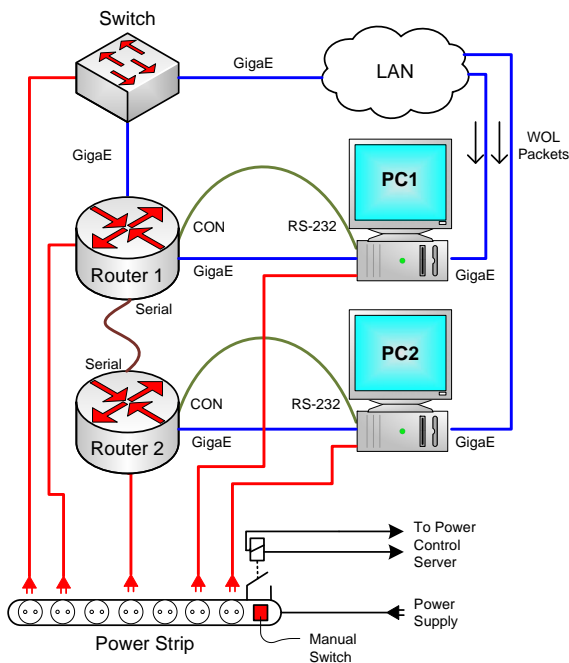 Switch
GigaE
LAN
GigaE
WOL
Packets
PC1
CON
RS-232
Router 1
GigaE
GigaE
Serial
Serial
PC2
CON
RS-232
Router 2
GigaE
GigaE
To Power
Control
Server
Power
Supply
Power Strip
Manual
Switch